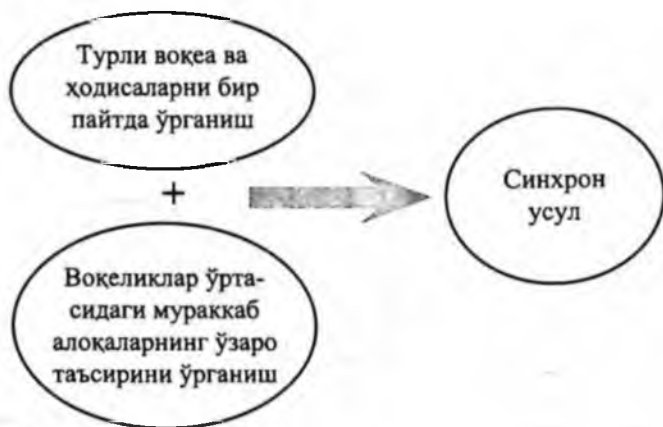 Турли воқеа ва
ҳодисаларни бир
пайтда ўрганиш
+
Воқеликлар ўрта-
сидаги мураккаб
алоқаларнинг ўзаро
таъсирини ўрганиш
Синхрон
усул